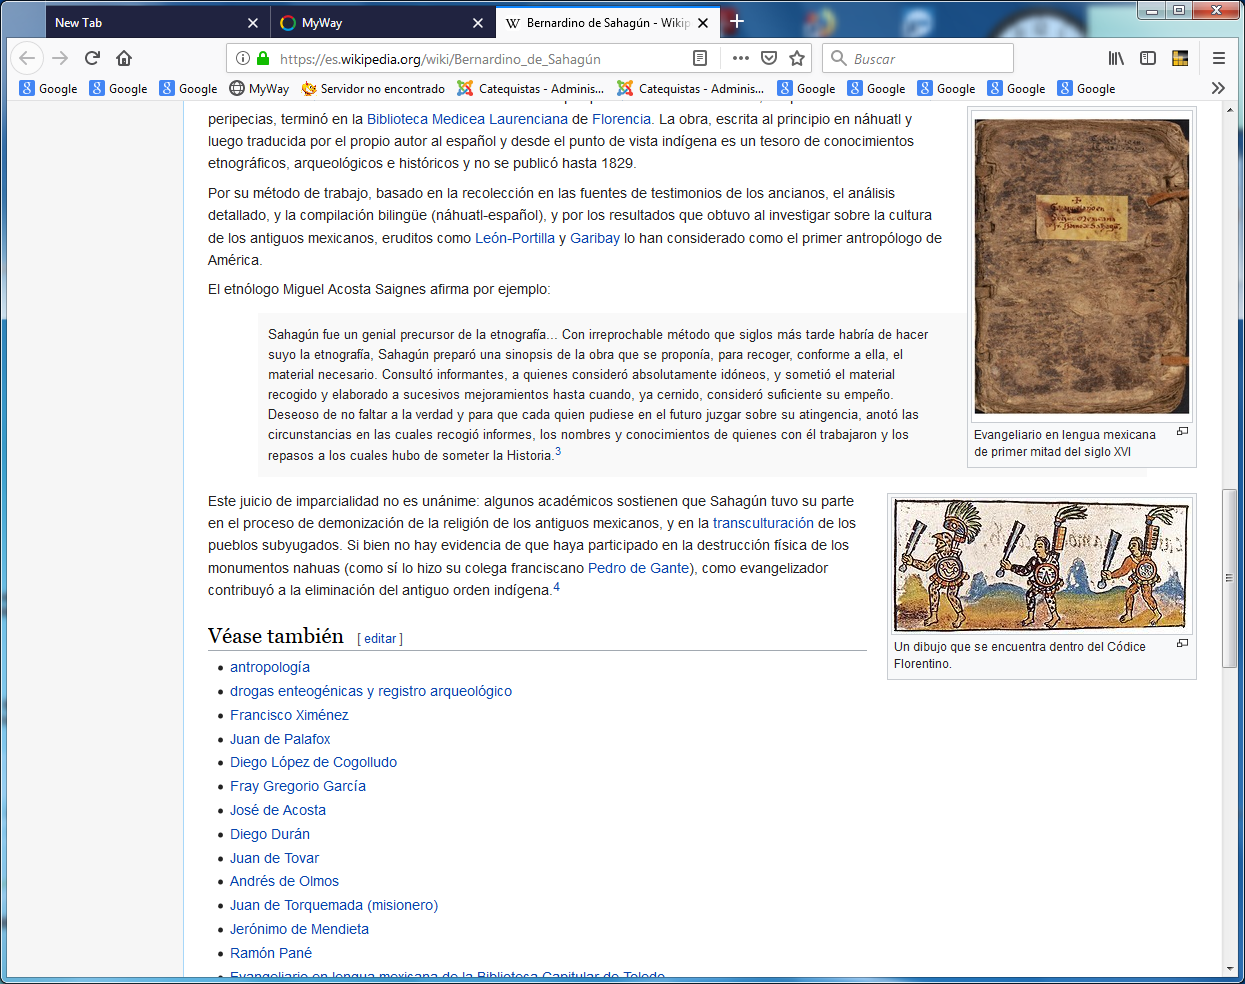 New Tab
MyWay
Bernardino de Sahagún - Wikip
https://es.wikipedia.org/wiki/Bernardino_de_Sahagún
Buscar
Google
Google
Google
MyWay
Servidor no encontrado
Catequistas - Adminis...
Catequistas - Adminis...
Google
Google
Google
Google
Google
peripecias, terminó en la Biblioteca Medicea Laurenciana de Florencia. La obra, escrita al principio en náhuatl y
luego traducida por el propio autor al español y desde el punto de vista indígena es un tesoro de conocimientos
etnográficos, arqueológicos e históricos y no se publicó hasta 1829.
Por su método de trabajo, basado en la recolección en las fuentes de testimonios de los ancianos, el análisis
detallado, y la compilación bilingüe (náhuatl-español), y por los resultados que obtuvo al investigar sobre la cultura
de los antiguos mexicanos, eruditos como León-Portilla y Garibay lo han considerado como el primer antropólogo de
América.
El etnólogo Miguel Acosta Saignes afirma por ejemplo:
Sahagún fue un genial precursor de la etnografía... Con irreprochable método que siglos más tarde habría de hacer
suyo la etnografía, Sahagún preparó una sinopsis de la obra que se proponía, para recoger, conforme a ella, el
material necesario. Consultó informantes, a quienes consideró absolutamente idóneos, y sometió el material
recogido y elaborado a sucesivos mejoramientos hasta cuando, ya cernido, consideró suficiente su empeño.
Deseoso de no faltar a la verdad y para que cada quien pudiese en el futuro juzgar sobre su atingencia, anotó las
circunstancias en las cuales recogió informes, los nombres y conocimientos de quienes con él trabajaron y los
repasos a los cuales hubo de someter la Historia.3
Evangeliario en lengua mexicana
de primer mitad del siglo XVI
Este juicio de imparcialidad no es unánime: algunos académicos sostienen que Sahagún tuvo su parte
en el proceso de demonización de la religión de los antiguos mexicanos, y en la transculturación de los
pueblos subyugados. Si bien no hay evidencia de que haya participado en la destrucción física de los
monumentos nahuas (como sí lo hizo su colega franciscano Pedro de Gante), como evangelizador
contribuyó a la eliminación del antiguo orden indígena.4
Un dibujo que se encuentra dentro del Códice
Florentino.
Véase también [ editar ]
antropología
drogas enteogénicas y registro arqueológico
Francisco Ximénez
Juan de Palafox
Diego López de Cogolludo
Fray Gregorio García
José de Acosta
Diego Durán
Juan de Tovar
Andrés de Olmos
Juan de Torquemada (misionero)
Jerónimo de Mendieta
Ramón Pané
Evangeliario en lengua mexicana de la Biblioteca Capitular de Toledo